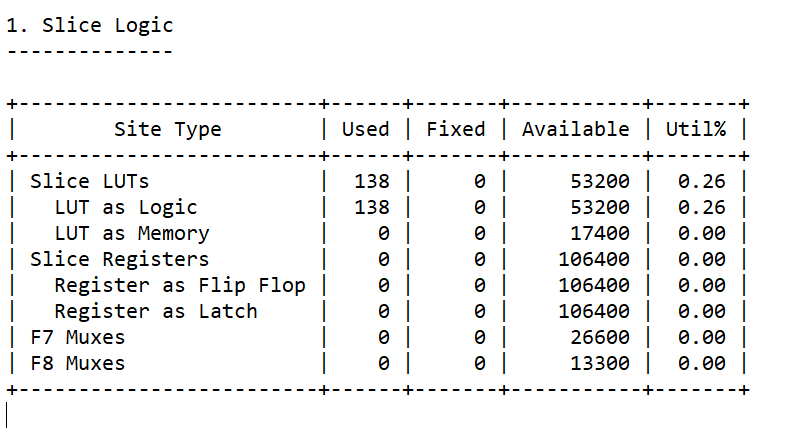 1. Slice Logic
--------------
+-------------------------+------+-------+-----------+-------+
|        Site Type        | Used | Fixed | Available | Util% |
+-------------------------+------+-------+-----------+-------+
| Slice LUTs              |  138 |     0 |     53200 |  0.26 |
|   LUT as Logic          |  138 |     0 |     53200 |  0.26 |
|   LUT as Memory         |    0 |     0 |     17400 |  0.00 |
| Slice Registers         |    0 |     0 |    106400 |  0.00 |
|   Register as Flip Flop |    0 |     0 |    106400 |  0.00 |
|   Register as Latch     |    0 |     0 |    106400 |  0.00 |
| F7 Muxes                |    0 |     0 |     26600 |  0.00 |
| F8 Muxes                |    0 |     0 |     13300 |  0.00 |
+-------------------------+------+-------+-----------+-------+